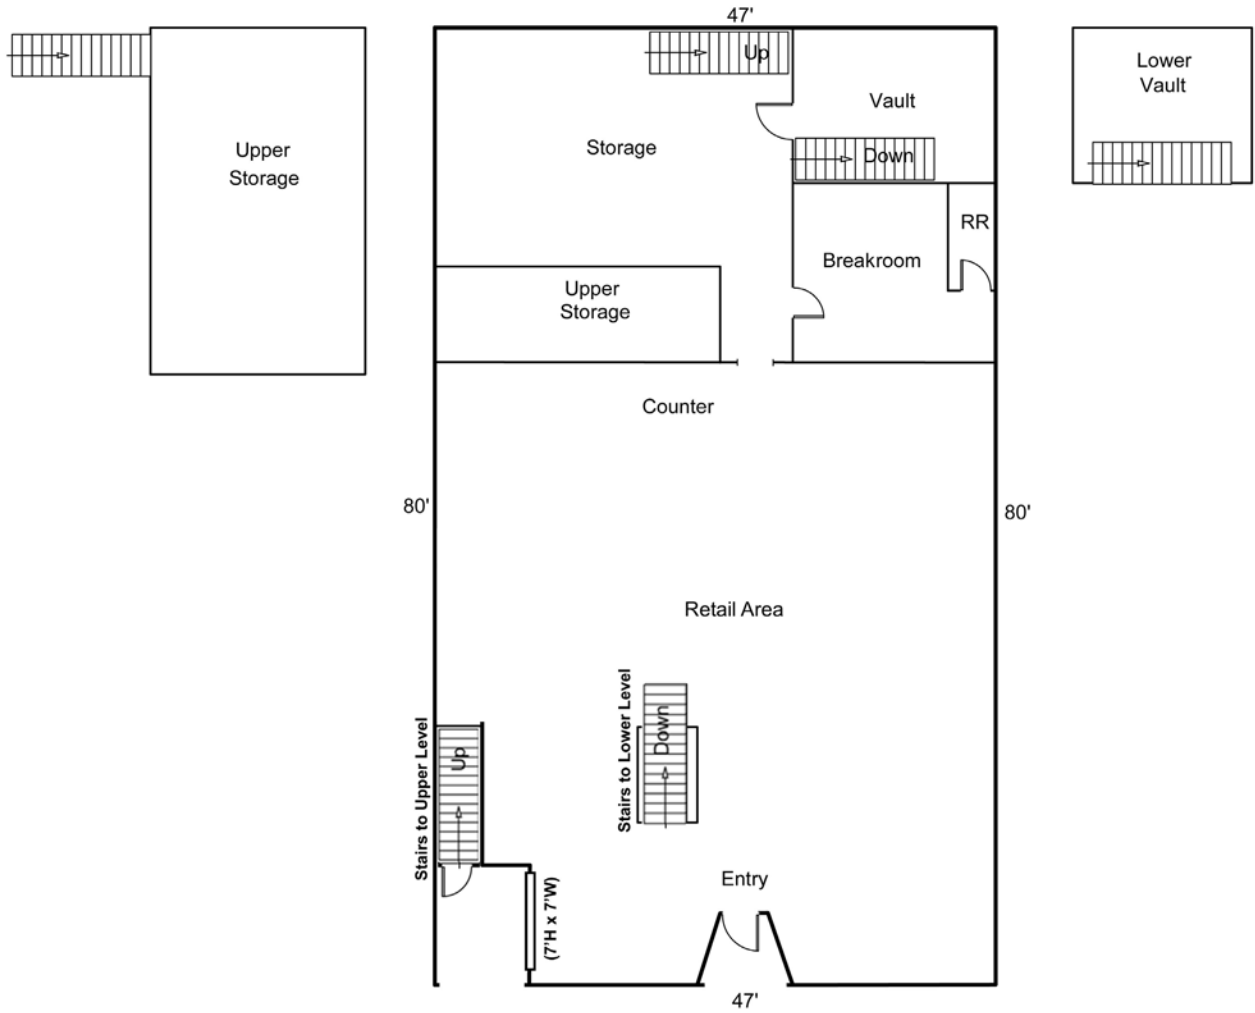 47'
Up
Lower
Vault
Vault
Upper
Storage
Storage
Down
RR
Breakroom
Upper
Storage
Counter
80'
80'
Retail Area
Stairs to Lower Level
Down
Stairs to Upper Level
Up
Entry
(7'H x 7'W)
47'